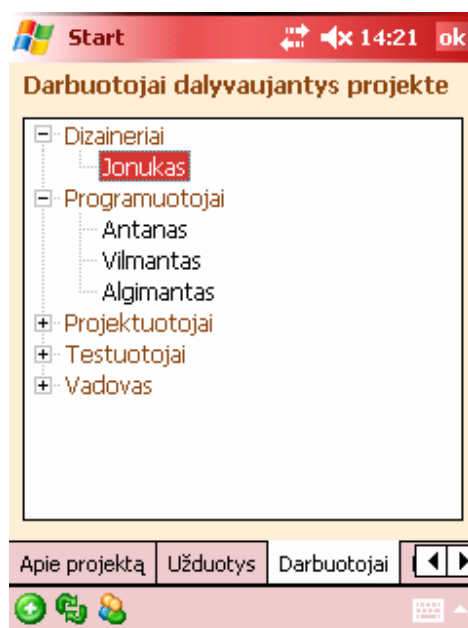 Start 14:21 ok
Darbuotojai dalyvaujantys projekte
Dizaineriai
Jonukas
Programuotojai
Antanas
Vilmantas
Algimantas
Projektuotojai
Testuotojai
Vadovas
Apie projektą Užduotys Darbuotojai